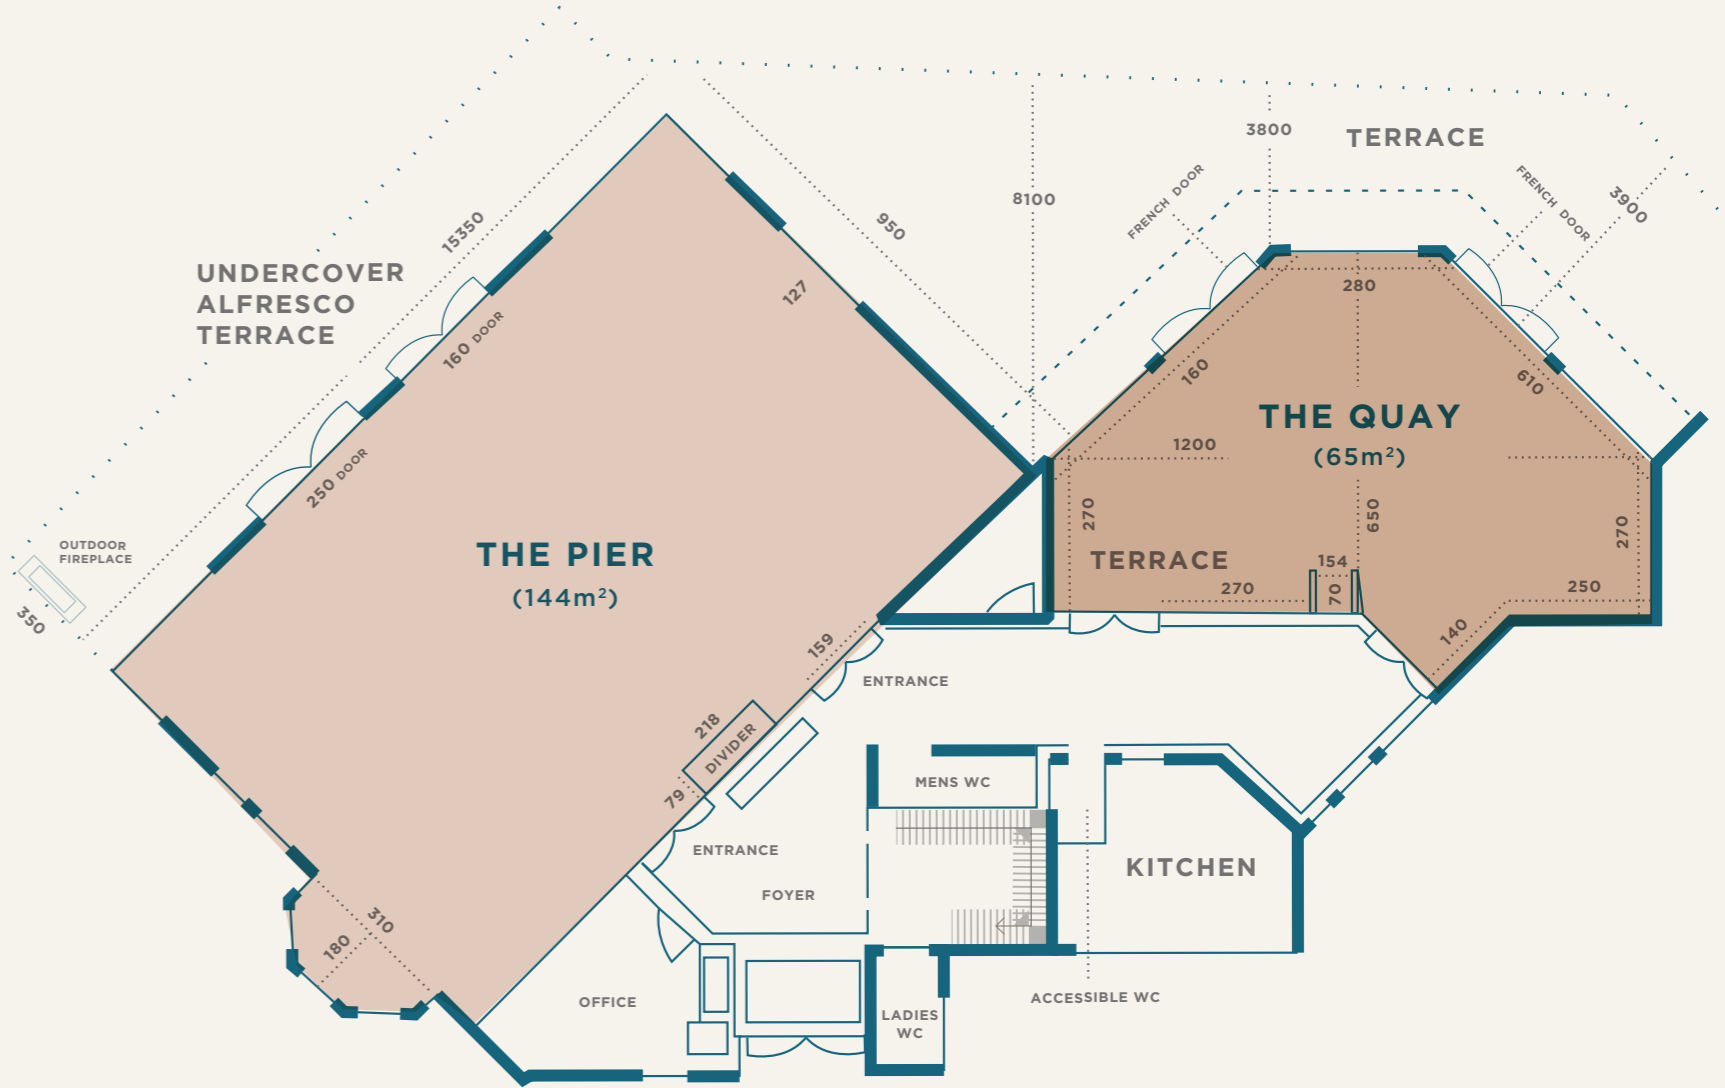 3800
TERRACE
15350
950
8100
FRENCH DOOR
FRENCH DOOR
3900
UNDERCOVER
ALFRESCO
TERRACE
160 DOOR
127
280
160
610
THE QUAY
(65m²)
1200
250 DOOR
270
650
270
OUTDOOR
FIREPLACE
350
THE PIER
(144m²)
TERRACE
154
270
70
250
140
159
ENTRANCE
218
DIVIDER
79
MENS WC
ENTRANCE
FOYER
KITCHEN
310
180
OFFICE
LADIES
WC
ACCESSIBLE WC